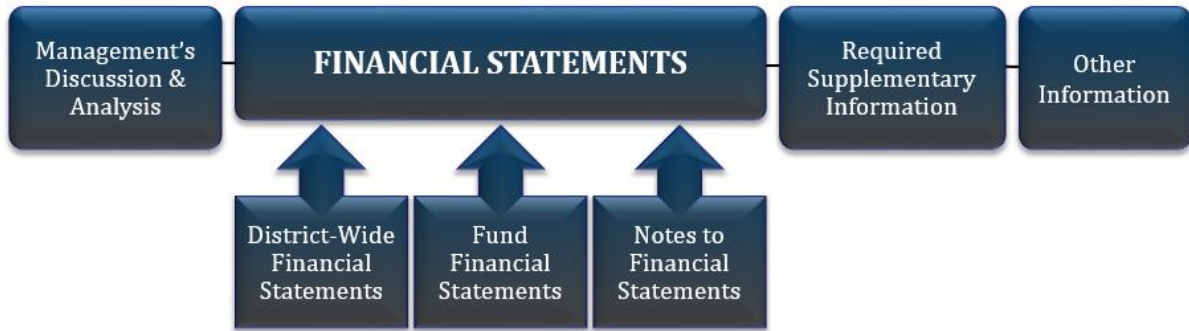 Management’s
Discussion &
Analysis
FINANCIAL STATEMENTS
Required
Supplementary
Information
Other
Information
District-Wide
Financial
Statements
Fund
Financial
Statements
Notes to
Financial
Statements